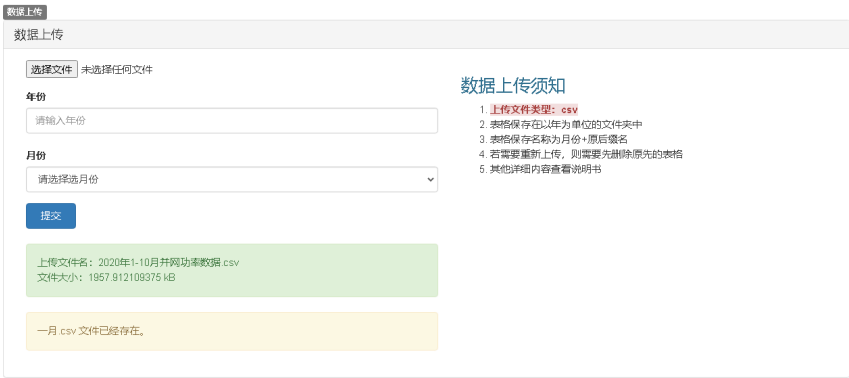 数据上传
数据上传
选择文件 未选择任何文件
年份
请输入年份
月份
请选择选月份
提交
上传文件名：2020年1-10月并网功率数据.csv
文件大小：1957.912109375 kB
一月.csv 文件已经存在。
数据上传须知
1. 上传文件类型：csv
2. 表格保存在以年为单位的文件夹中
3. 表格保存名称为月份+原后缀名
4. 若需要重新上传，则需要先删除原先的表格
5. 其他详细内容查看说明书